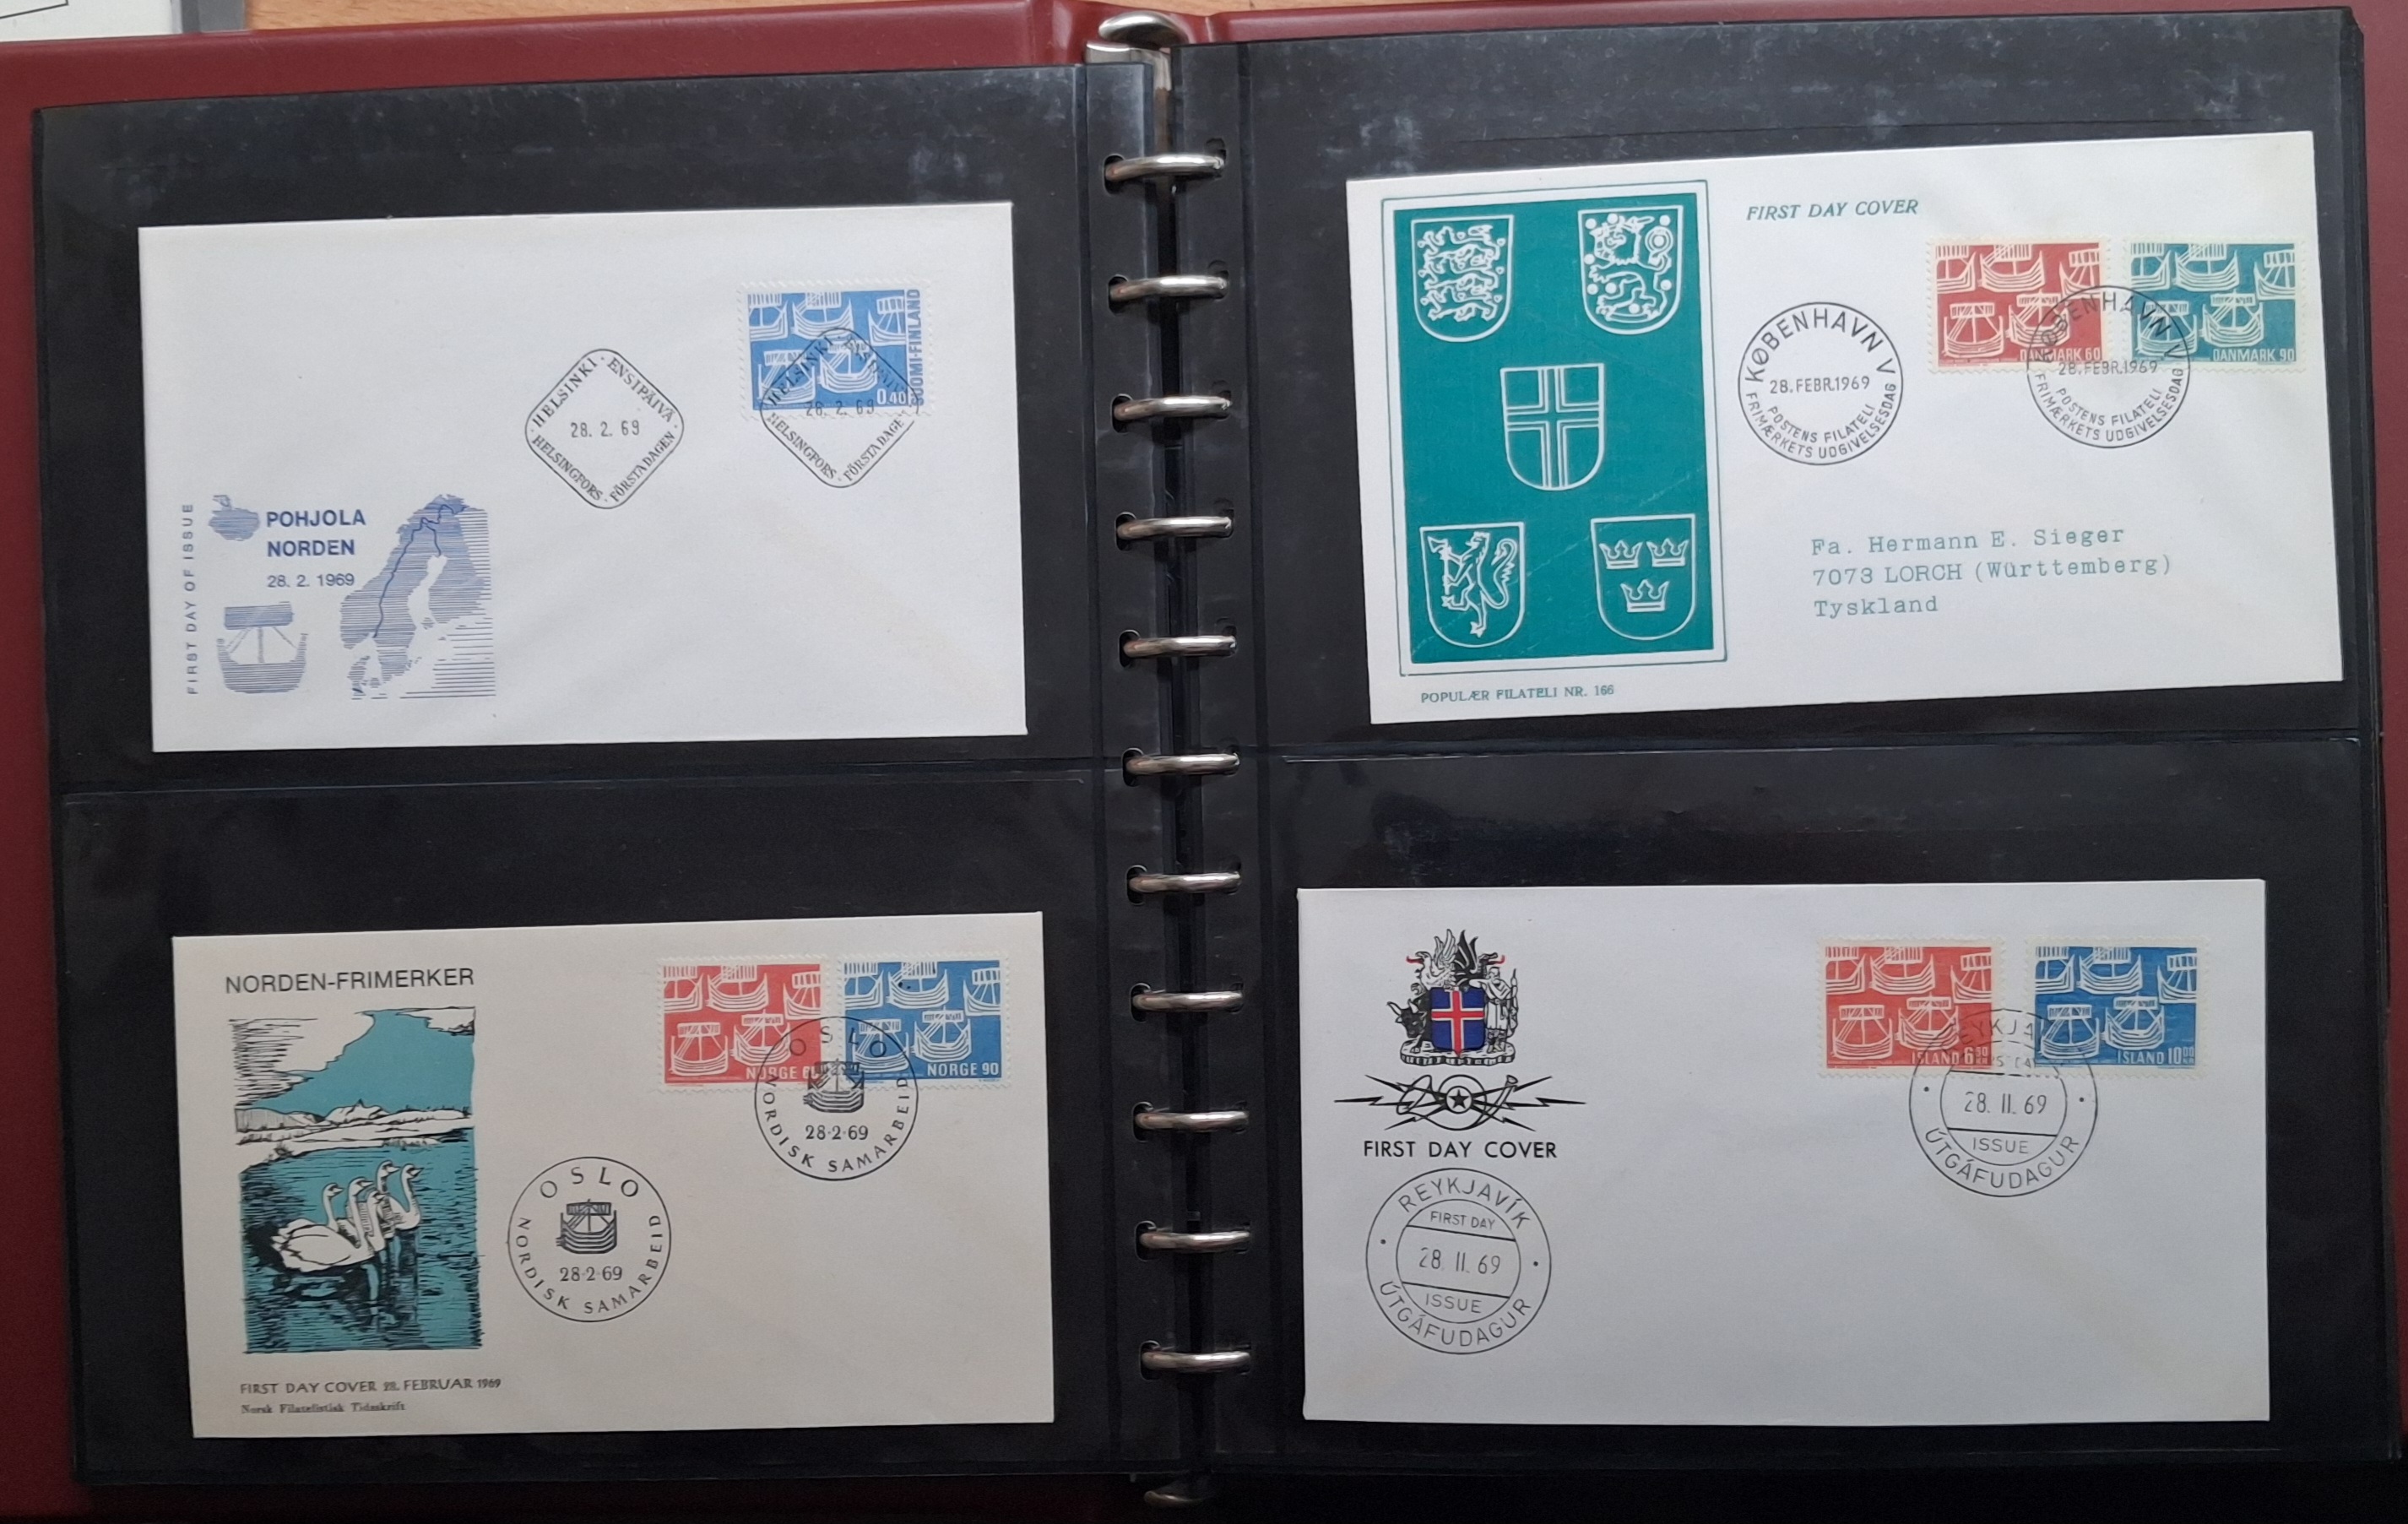 FIRST DAY OF ISSUE
POHJOLA
NORDEN
28. 2. 1969
HELSINKI · ENSIPÄIVÄ
28. 2. 69
HELSINGFORS · FÖRSTA DAGEN
SUOMI-FINLAND
0,40
HELSINKI
28. 2. 69
HELSINGFORS · FÖRSTA DAGE
FIRST DAY COVER
DANMARK 60
DANMARK 90
KØBENHAVN V
28. FEBR. 1969
POSTENS FILATELI
FRIMÆRKETS UDGIVELSESDAG
KØBENHAVN V
28. FEBR. 1969
POSTENS FILATELI
FRIMÆRKETS UDGIVELSESDAG
Fa. Hermann E. Sieger
7073 LORCH (Württemberg)
Tyskland
POPULÆR FILATELI NR. 166
NORDEN-FRIMERKER
NORGE
NORGE 90
OSLO
28·2·69
NORDISK SAMARBEID
OSLO
28·2·69
NORDISK SAMARBEID
FIRST DAY COVER 28. FEBRUAR 1969
Norsk Filatelistisk Tidsskrift
ISLAND 6
ISLAND 10
28. II. 69
ISSUE
ÚTGÁFUDAGUR
FIRST DAY COVER
REYKJAVÍK
FIRST DAY
28. II. 69
ISSUE
ÚTGÁFUDAGUR